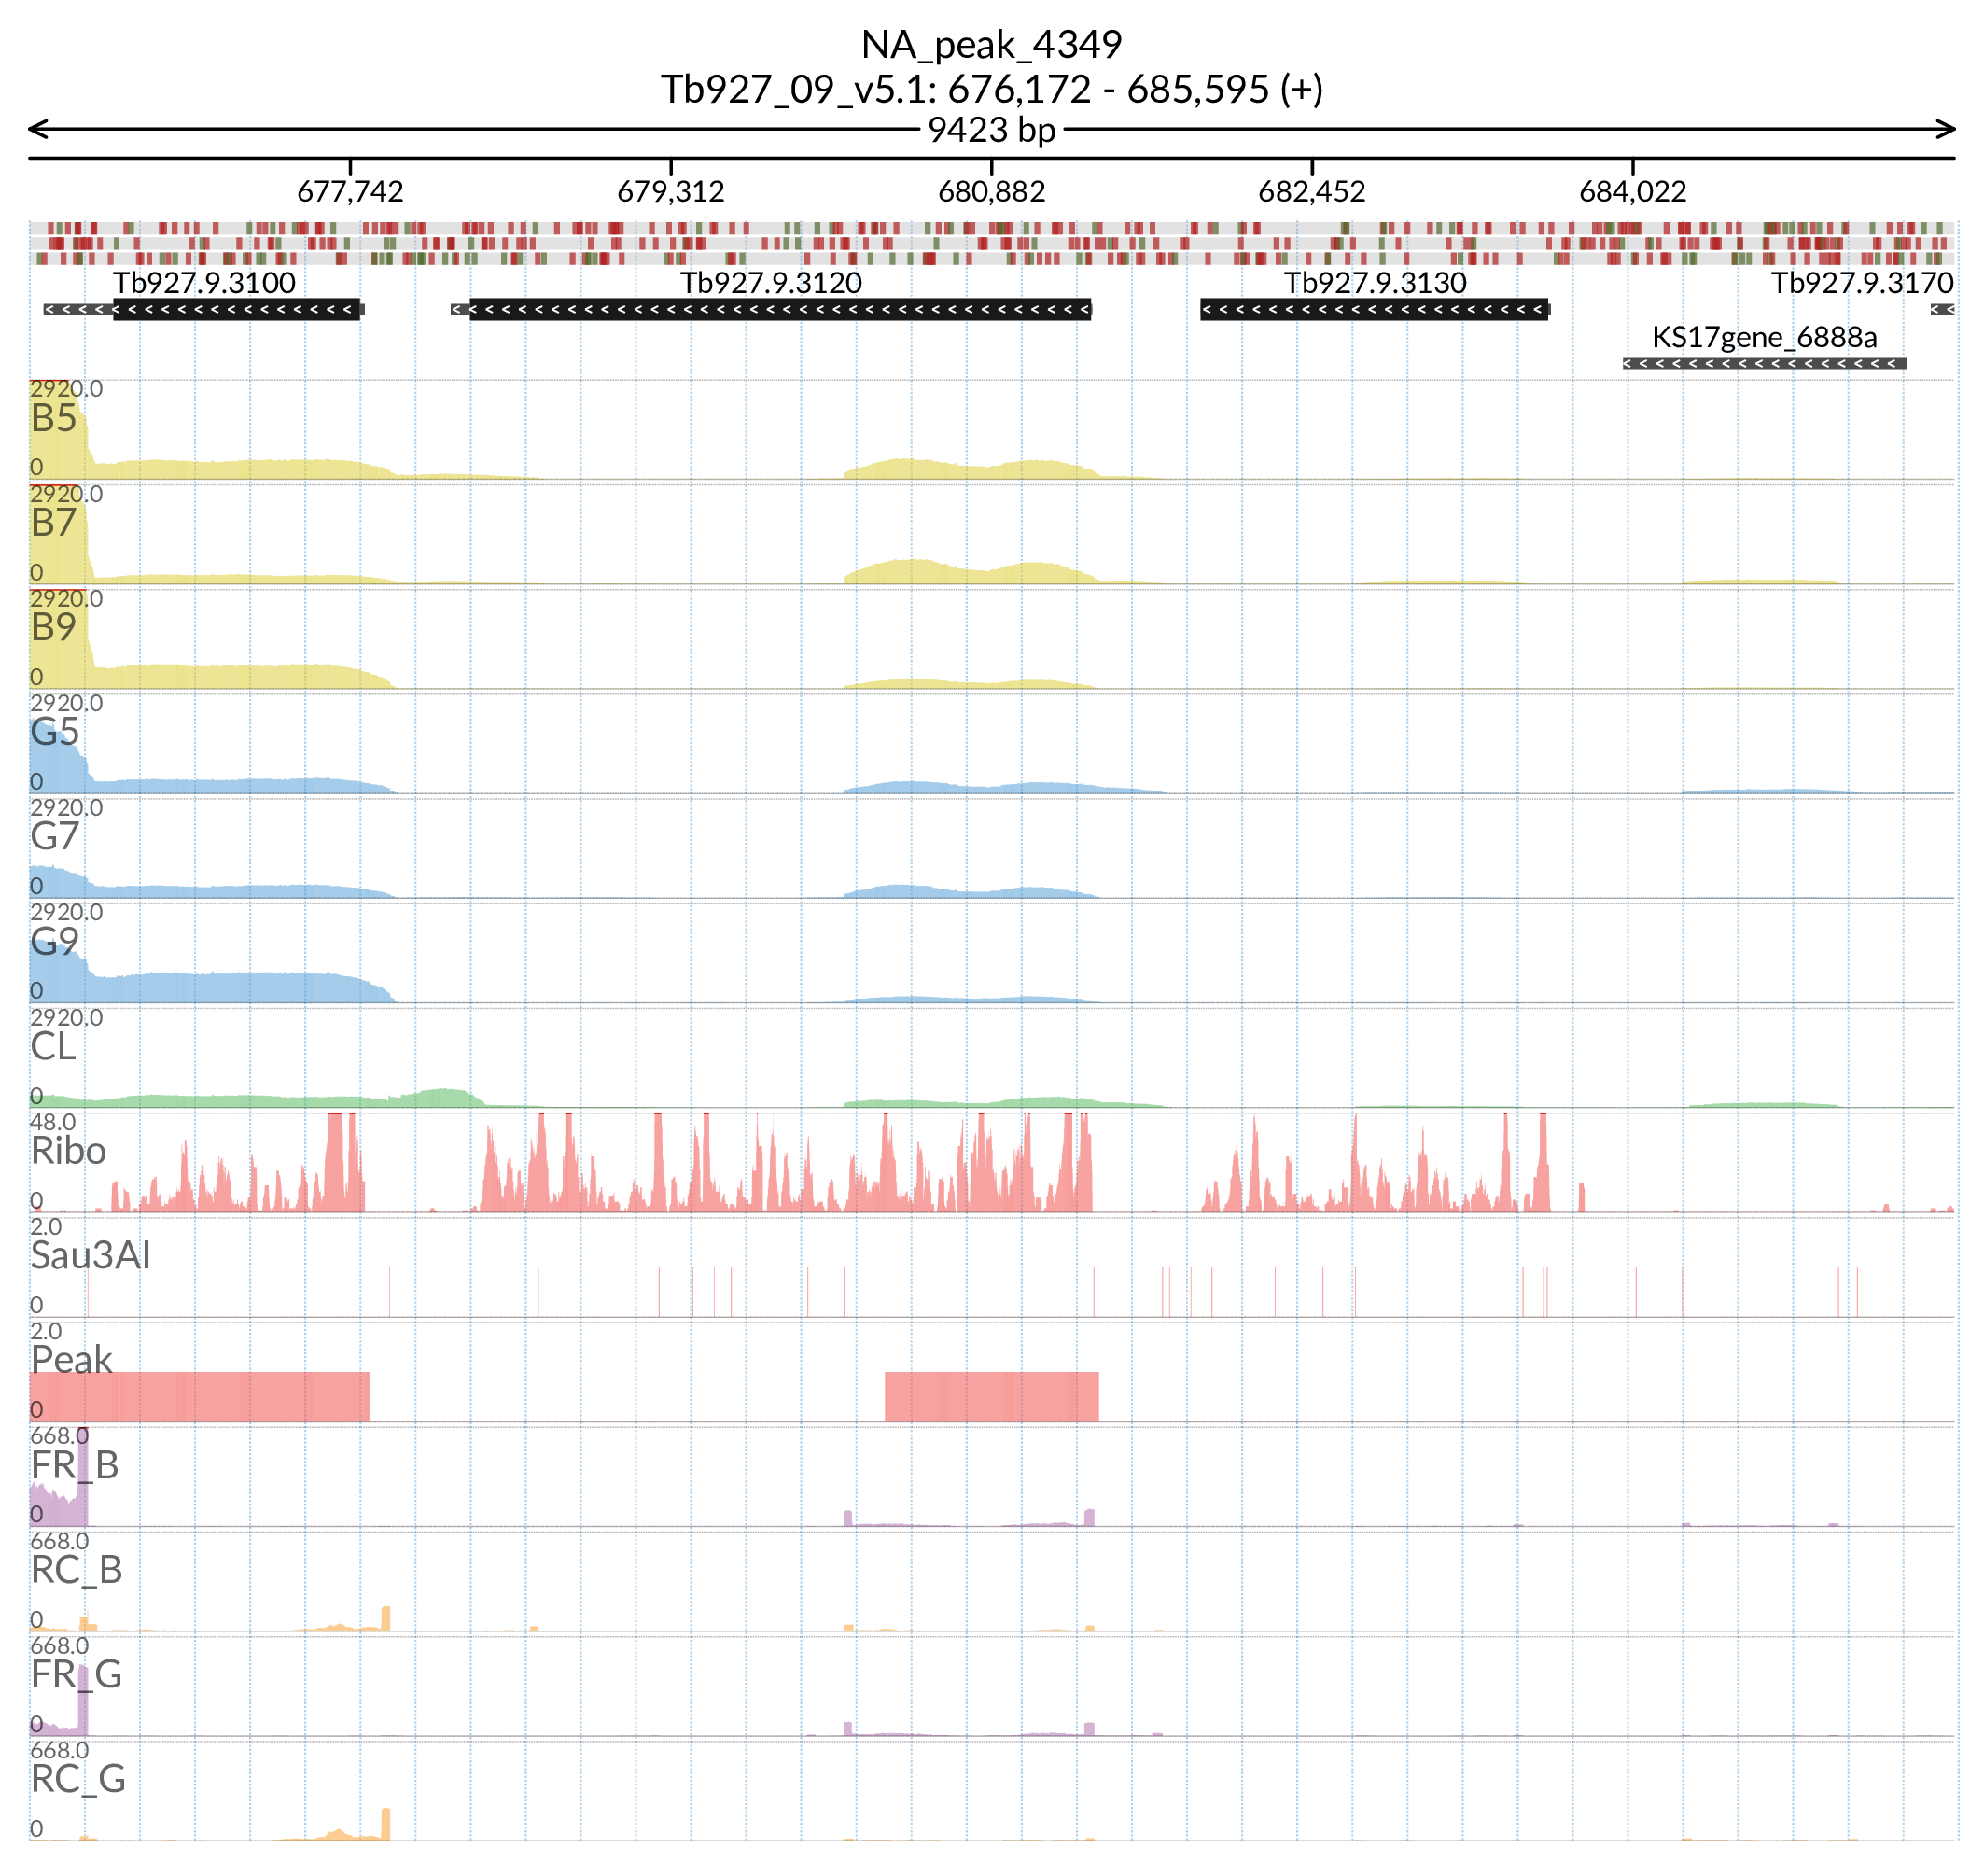 NA_peak_4349
Tb927_09_v5.1: 676,172 - 685,595 (+)
9423 bp
677,742 679,312 680,882 682,452 684,022
Tb927.9.3100 Tb927.9.3120 Tb927.9.3130 Tb927.9.3170
KS17gene_6888a
2920.0
B5
0
2920.0
B7
0
2920.0
B9
0
2920.0
G5
0
2920.0
G7
0
2920.0
G9
0
2920.0
CL
0
48.0
Ribo
0
2.0
Sau3AI
0
2.0
Peak
0
668.0
FR_B
0
668.0
RC_B
0
668.0
FR_G
0
668.0
RC_G
0